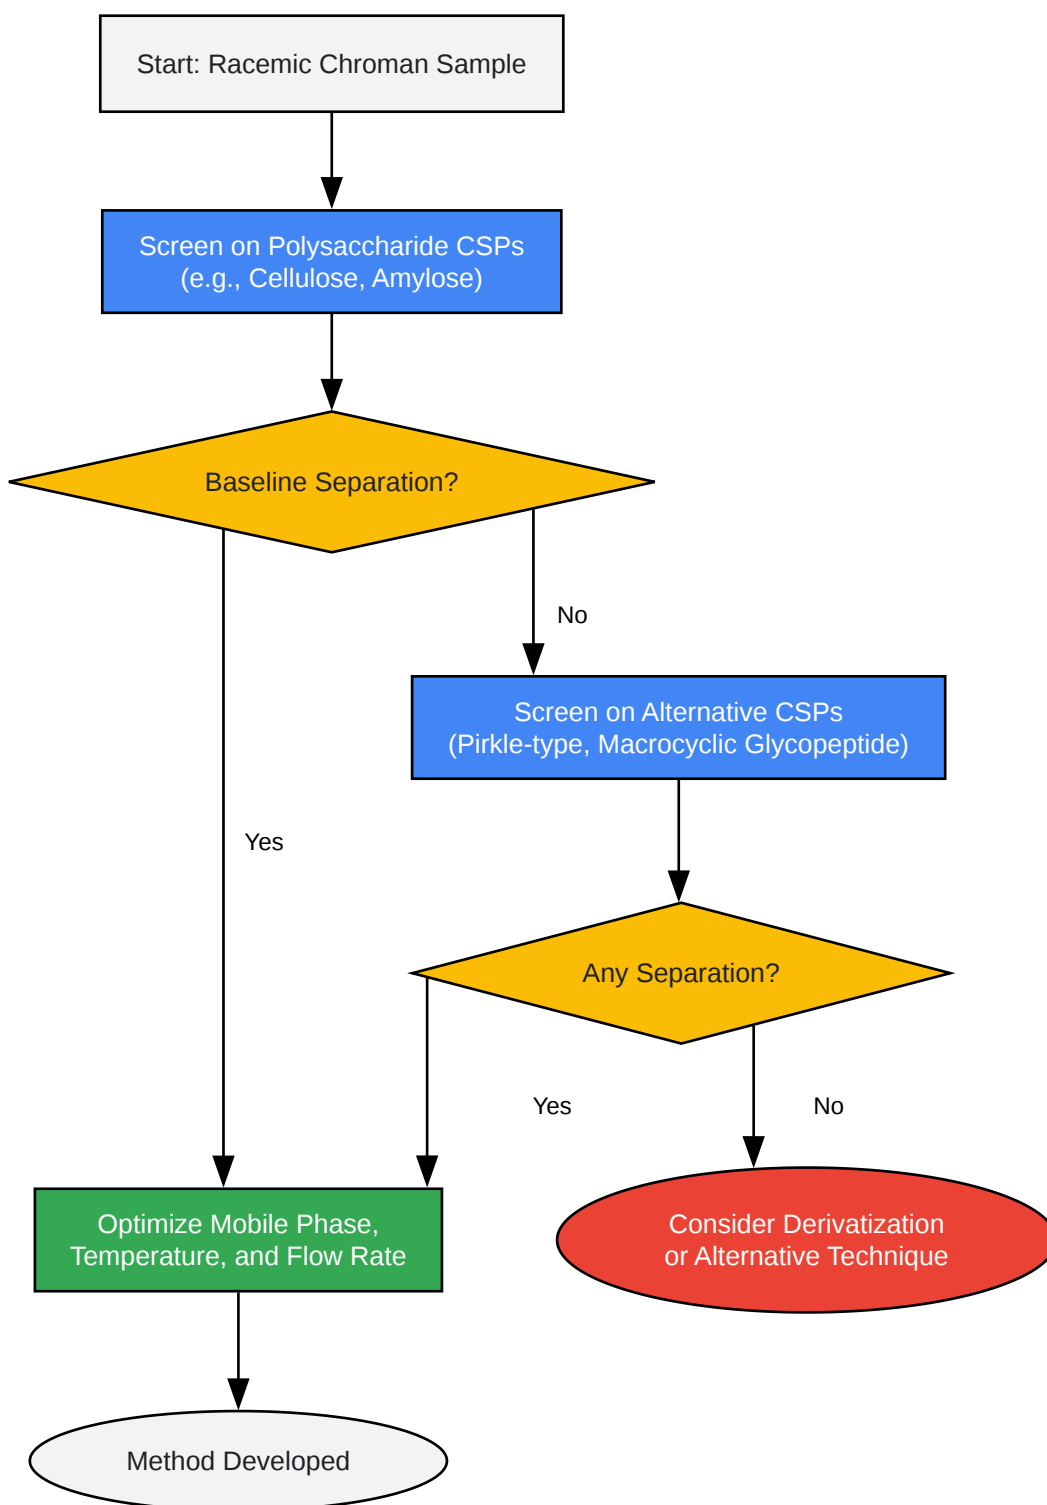 Start: Racemic Chroman Sample
Screen on Polysaccharide CSPs
(e.g., Cellulose, Amylose)
Baseline Separation?
No
Screen on Alternative CSPs
(Pirkle-type, Macrocyclic Glycopeptide)
Yes
Any Separation?
Yes
No
Optimize Mobile Phase,
Temperature, and Flow Rate
Consider Derivatization
or Alternative Technique
Method Developed